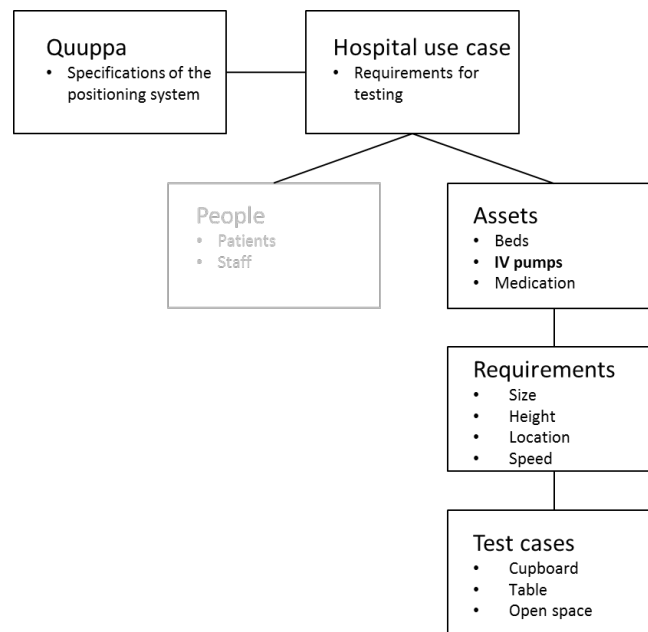 Quuppa
• Specifications of the
positioning system
Hospital use case
• Requirements for
testing
People
• Patients
• Staff
Assets
• Beds
• IV pumps
• Medication
Requirements
• Size
• Height
• Location
• Speed
Test cases
• Cupboard
• Table
• Open space